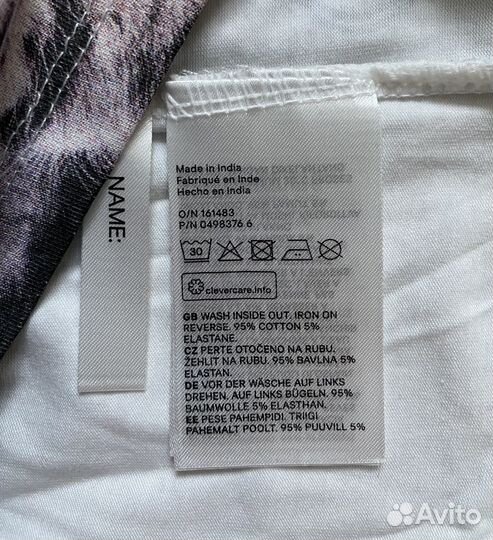 NAME:
Made in India
Fabriqué en Inde
Hecho en India
O/N 161483
P/N 0498376 6
30
clevercare.info
GB WASH INSIDE OUT. IRON ON
REVERSE. 95% COTTON 5%
ELASTANE.
CZ PERTE OTOČENO NA RUBU.
ŽEHLIT NA RUBU. 95% BAVLNA 5%
ELASTAN.
DE VOR DER WÄSCHE AUF LINKS
DREHEN. AUF LINKS BÜGELN. 95%
BAUMWOLLE 5% ELASTHAN.
EE PESE PAHEMPIDI. TRIIGI
PAHEMALT POOLT. 95% PUUVILL 5%
Avito